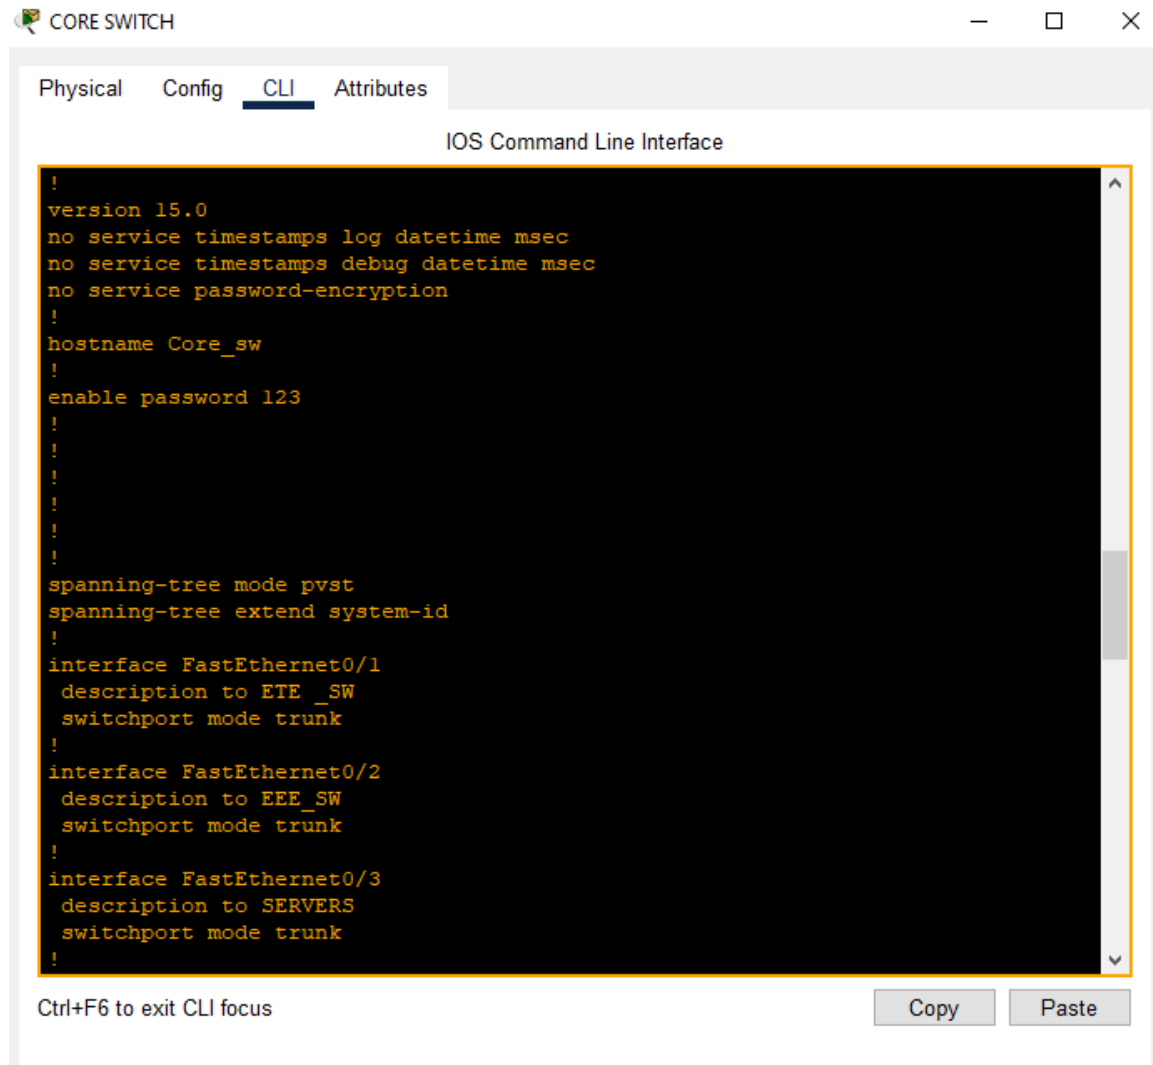 CORE SWITCH
Physical Config CLI Attributes
IOS Command Line Interface
!
version 15.0
no service timestamps log datetime msec
no service timestamps debug datetime msec
no service password-encryption
!
hostname Core_sw
!
enable password 123
!
!
!
!
!
!
spanning-tree mode pvst
spanning-tree extend system-id
!
interface FastEthernet0/1
 description to ETE _SW
 switchport mode trunk
!
interface FastEthernet0/2
 description to EEE_SW
 switchport mode trunk
!
interface FastEthernet0/3
 description to SERVERS
 switchport mode trunk
!
Ctrl+F6 to exit CLI focus
Copy Paste